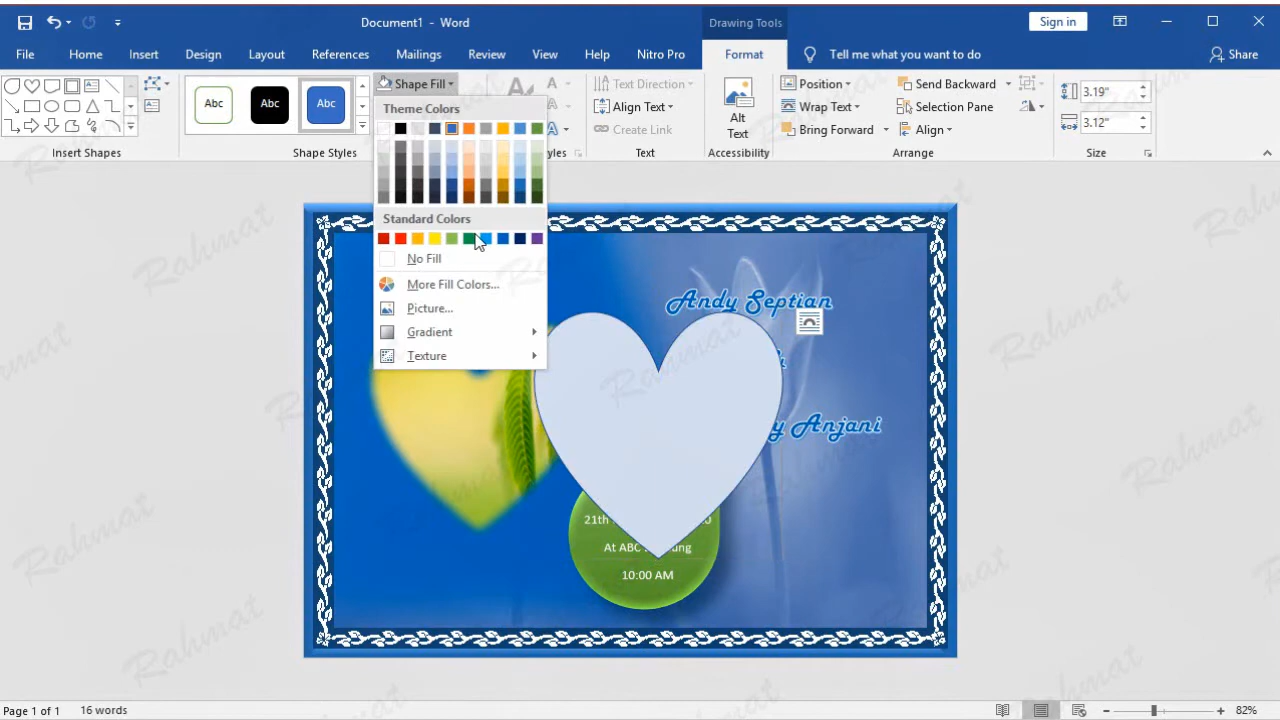 Document1 - Word
Drawing Tools
Sign in
File Home Insert Design Layout References Mailings Review View Help Nitro Pro Format Tell me what you want to do Share
Abc Abc Abc
Shape Fill
Text Direction
Align Text
Create Link
Alt
Text
Position
Wrap Text
Bring Forward
Send Backward
Selection Pane
Align
3.19"
3.12"
Insert Shapes Shape Styles Styles Text Accessibility Arrange Size
Theme Colors
Standard Colors
No Fill
More Fill Colors...
Picture...
Gradient
Texture
Andy Septian
Anjani
21th
At ABC
10:00 AM
Rahmat
Page 1 of 1 16 words 82%